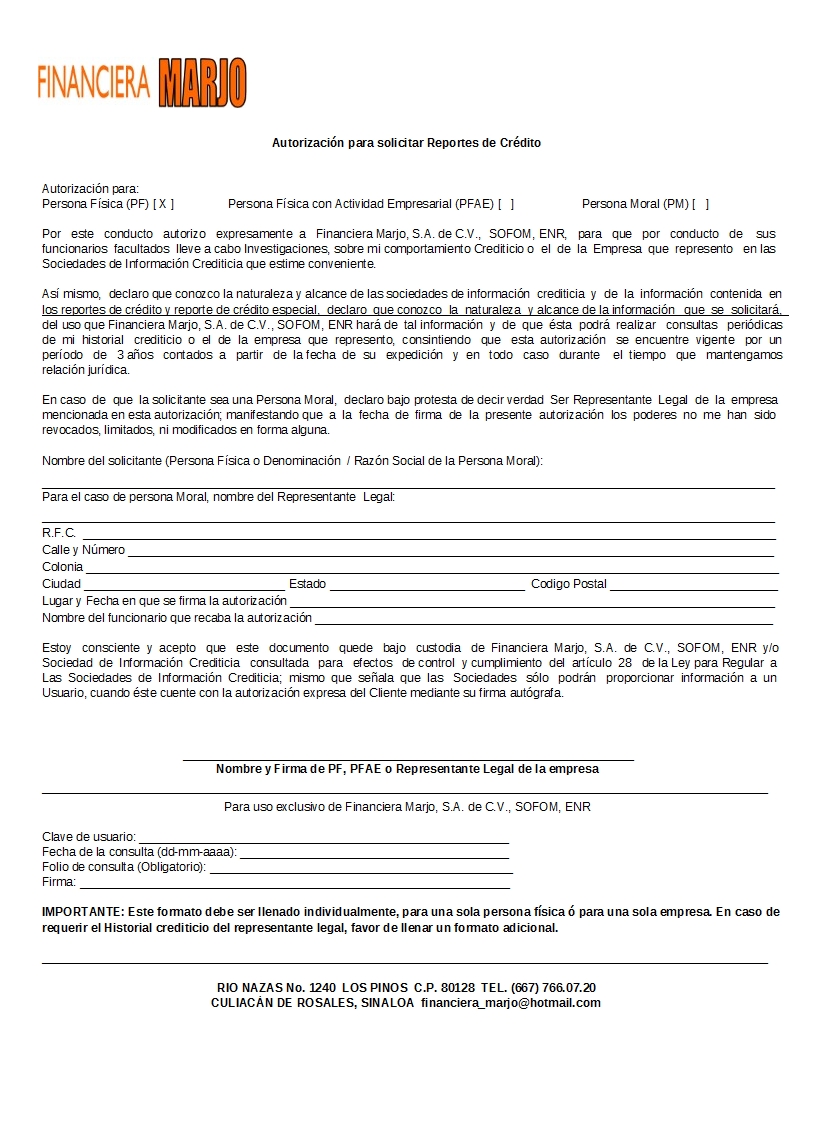 FINANCIERA MARJO
Autorización para solicitar Reportes de Crédito
Autorización para:
Persona Física (PF) [ X ] Persona Física con Actividad Empresarial (PFAE) [ ] Persona Moral (PM) [ ]
Por este conducto autorizo expresamente a Financiera Marjo, S.A. de C.V., SOFOM, ENR, para que por conducto de sus
funcionarios facultados lleve a cabo Investigaciones, sobre mi comportamiento Crediticio o el de la Empresa que represento en las
Sociedades de Información Crediticia que estime conveniente.
Así mismo, declaro que conozco la naturaleza y alcance de las sociedades de información crediticia y de la información contenida en
los reportes de crédito y reporte de crédito especial, declaro que conozco la naturaleza y alcance de la información que se solicitará,
del uso que Financiera Marjo, S.A. de C.V., SOFOM, ENR hará de tal información y de que ésta podrá realizar consultas periódicas
de mi historial crediticio o el de la empresa que represento, consintiendo que esta autorización se encuentre vigente por un
período de 3 años contados a partir de la fecha de su expedición y en todo caso durante el tiempo que mantengamos
relación jurídica.
En caso de que la solicitante sea una Persona Moral, declaro bajo protesta de decir verdad Ser Representante Legal de la empresa
mencionada en esta autorización; manifestando que a la fecha de firma de la presente autorización los poderes no me han sido
revocados, limitados, ni modificados en forma alguna.
Nombre del solicitante (Persona Física o Denominación / Razón Social de la Persona Moral):
Para el caso de persona Moral, nombre del Representante Legal:
R.F.C.
Calle y Número
Colonia
Ciudad Estado Codigo Postal
Lugar y Fecha en que se firma la autorización
Nombre del funcionario que recaba la autorización
Estoy consciente y acepto que este documento quede bajo custodia de Financiera Marjo, S.A. de C.V., SOFOM, ENR y/o
Sociedad de Información Crediticia consultada para efectos de control y cumplimiento del artículo 28 de la Ley para Regular a
Las Sociedades de Información Crediticia; mismo que señala que las Sociedades sólo podrán proporcionar información a un
Usuario, cuando éste cuente con la autorización expresa del Cliente mediante su firma autógrafa.
Nombre y Firma de PF, PFAE o Representante Legal de la empresa
Para uso exclusivo de Financiera Marjo, S.A. de C.V., SOFOM, ENR
Clave de usuario:
Fecha de la consulta (dd-mm-aaaa):
Folio de consulta (Obligatorio):
Firma:
IMPORTANTE: Este formato debe ser llenado individualmente, para una sola persona física ó para una sola empresa. En caso de
requerir el Historial crediticio del representante legal, favor de llenar un formato adicional.
RIO NAZAS No. 1240 LOS PINOS C.P. 80128 TEL. (667) 766.07.20
CULIACÁN DE ROSALES, SINALOA financiera_marjo@hotmail.com